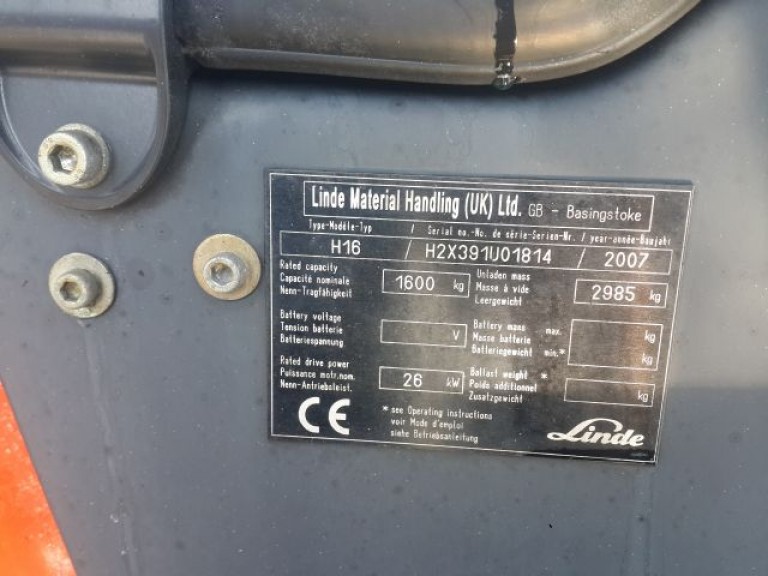 Linde Material Handling (UK) Ltd. GB - Basingstoke
Type-Modèle-Typ / Serial no.-No. de série-Serien-Nr. / year-année-Baujahr
H16 / H2X391U01814 / 2007
Rated capacity
Capacité nominale
Nenn-Tragfähigkeit
1600 kg
Unladen mass
Masse à vide
Leergewicht
2985 kg
Battery voltage
Tension batterie
Batteriespannung
V
Battery mass max.
Masse batterie
Batteriegewicht min.*
kg
kg
Rated drive power
Puissance motr.nom.
Nenn-Antriebsleist.
26 kW
Ballast weight *
Poids additionnel
Zusatzgewicht
kg
CE
* see Operating instructions
voir Mode d'emploi
siehe Betriebsanleitung
Linde